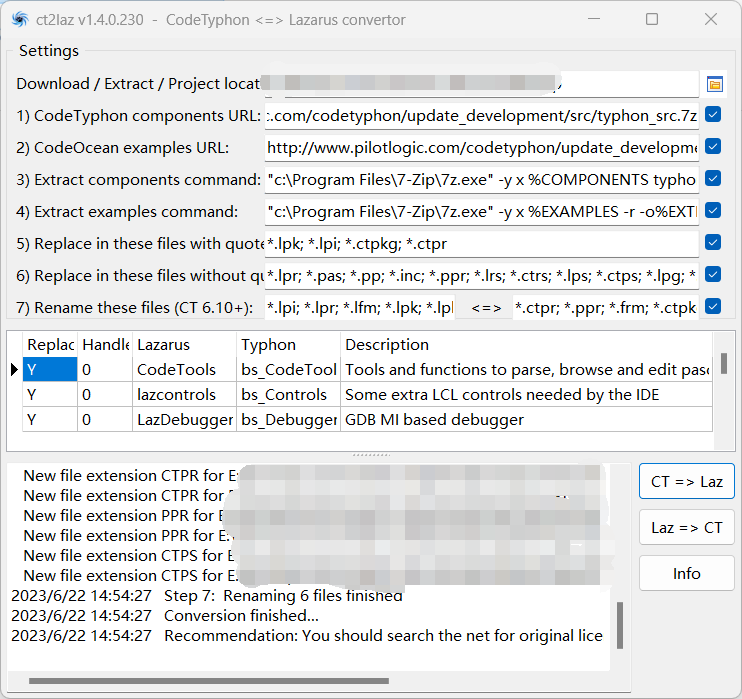 ct2laz v1.4.0.230 - CodeTyphon <=> Lazarus convertor
Settings
Download / Extract / Project locat
1) CodeTyphon components URL: :.com/codetyphon/update_development/src/typhon_src.7z
2) CodeOcean examples URL: http://www.pilotlogic.com/codetyphon/update_developme
3) Extract components command: "c:\Program Files\7-Zip\7z.exe" -y x %COMPONENTS typho
4) Extract examples command: "c:\Program Files\7-Zip\7z.exe" -y x %EXAMPLES -r -o%EXTI
5) Replace in these files with quote *.lpk; *.lpi; *.ctpkg; *.ctpr
6) Replace in these files without qu *.lpr; *.pas; *.pp; *.inc; *.ppr; *.lrs; *.ctrs; *.lps; *.ctps; *.lpg; *
7) Rename these files (CT 6.10+): *.lpi; *.lpr; *.lfm; *.lpk; *.lpl <=> *.ctpr; *.ppr; *.frm; *.ctpk
Replac Handle Lazarus Typhon Description
Y 0 CodeTools bs_CodeTool Tools and functions to parse, browse and edit pasc
Y 0 lazcontrols bs_Controls Some extra LCL controls needed by the IDE
Y 0 LazDebugger bs_Debugger GDB MI based debugger
New file extension CTPR for E:
New file extension CTPR for E
New file extension PPR for E
New file extension PPR for E:
New file extension CTPS for E
New file extension CTPS for E.
2023/6/22 14:54:27 Step 7: Renaming 6 files finished
2023/6/22 14:54:27 Conversion finished...
2023/6/22 14:54:27 Recommendation: You should search the net for original lice
CT => Laz
Laz => CT
Info